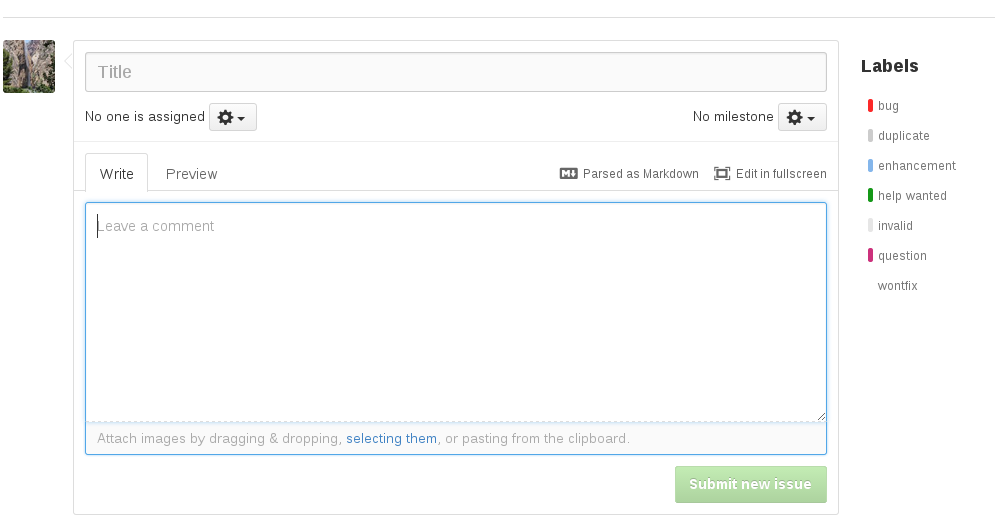 Title
No one is assigned
No milestone
Write
Preview
M↓ Parsed as Markdown
Edit in fullscreen
Leave a comment
Attach images by dragging & dropping, selecting them, or pasting from the clipboard.
Submit new issue
Labels
bug
duplicate
enhancement
help wanted
invalid
question
wontfix